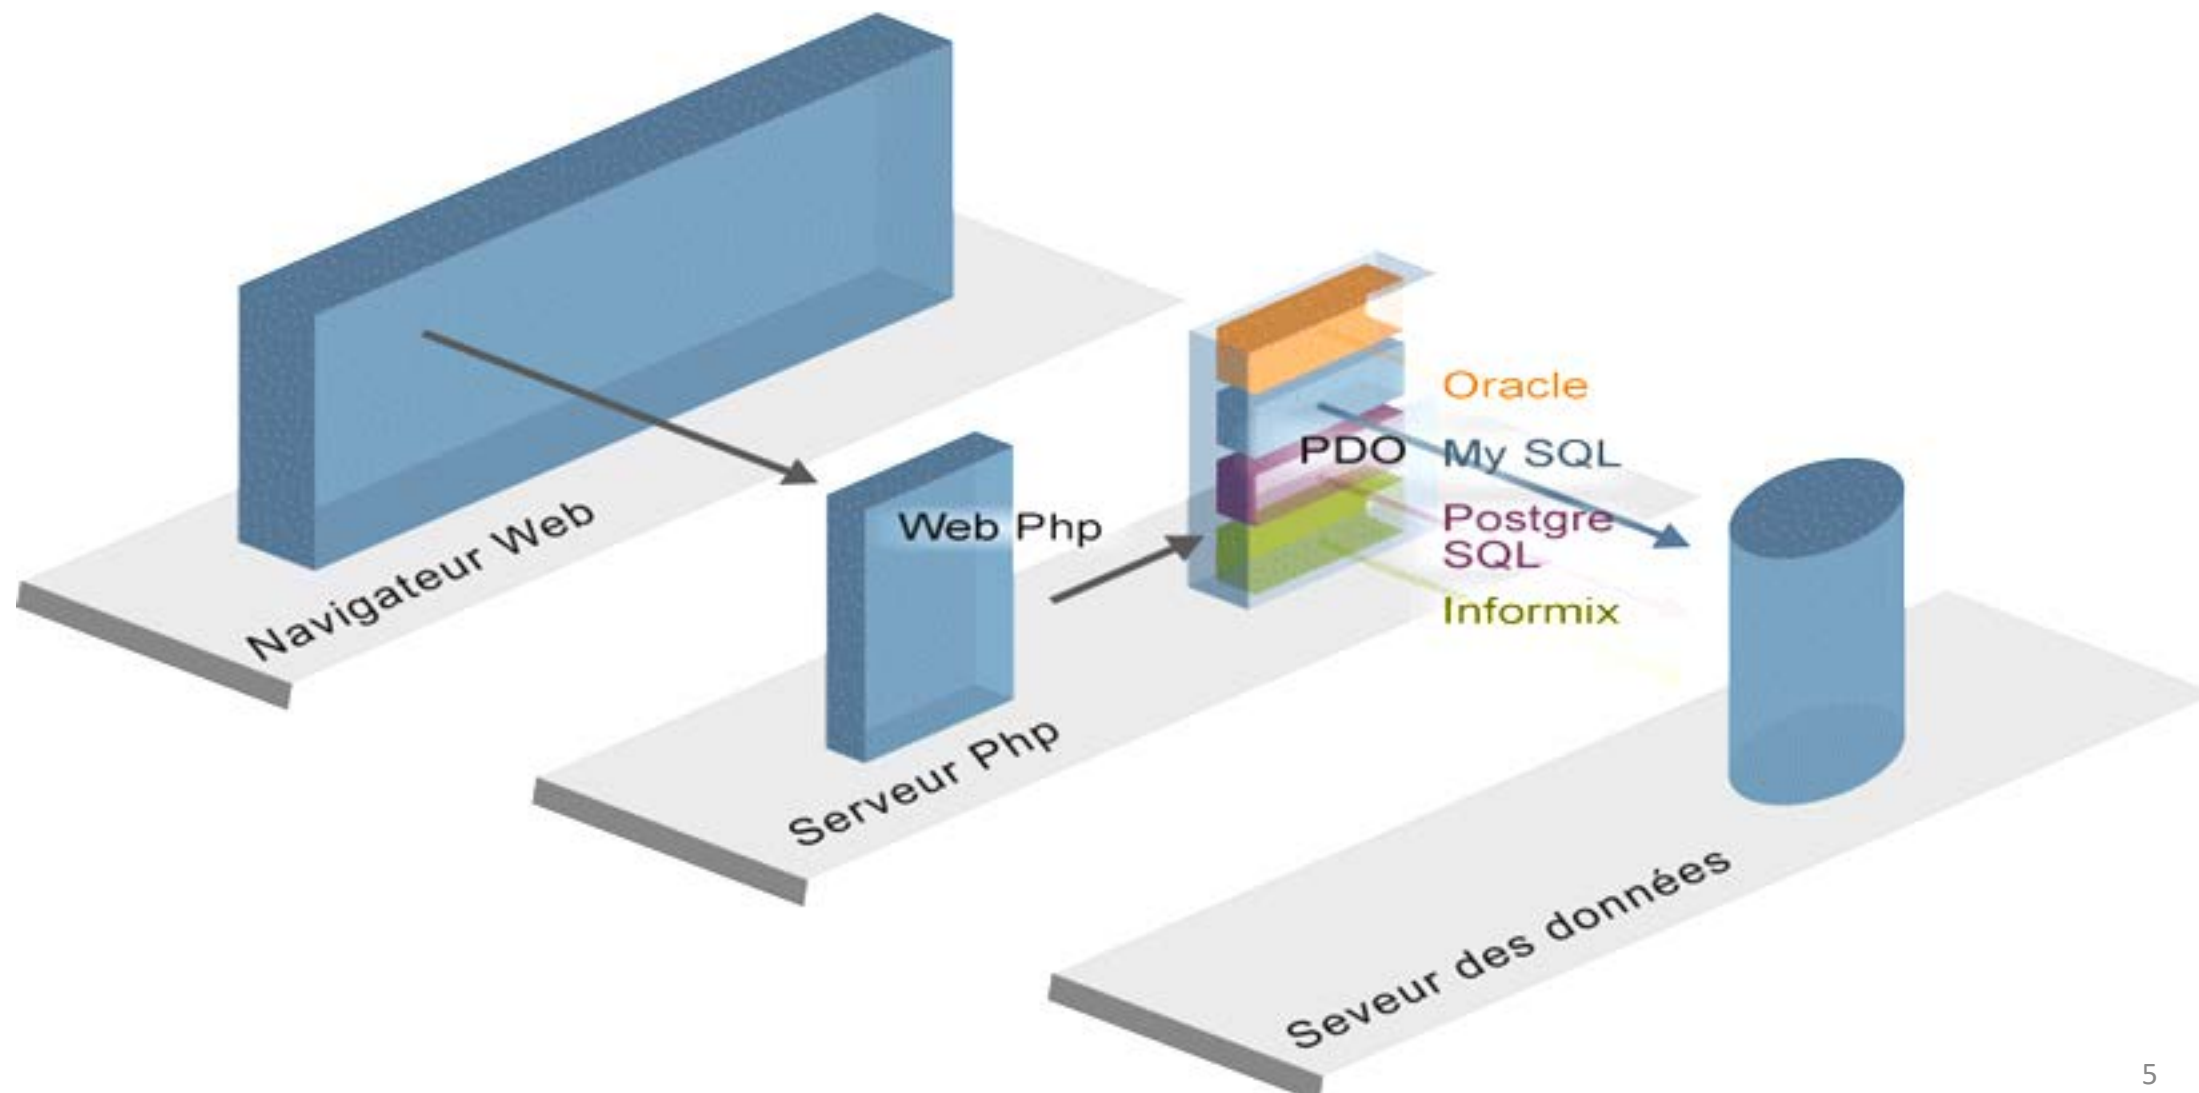 Navigateur Web
Web Php
Serveur Php
PDO
Oracle
My SQL
Postgre
SQL
Informix
Seveur des données
5